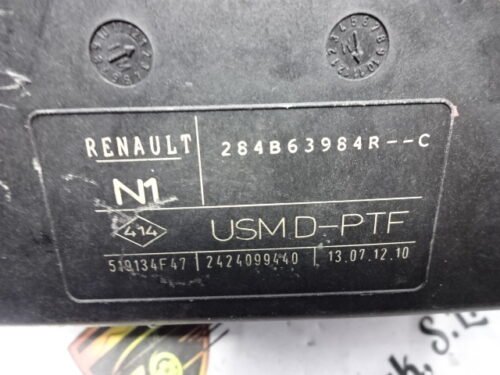 RENAULT 284B63984R--C
N1
414 USM D-PTF
519134F47 2424099440 13.07.12.10